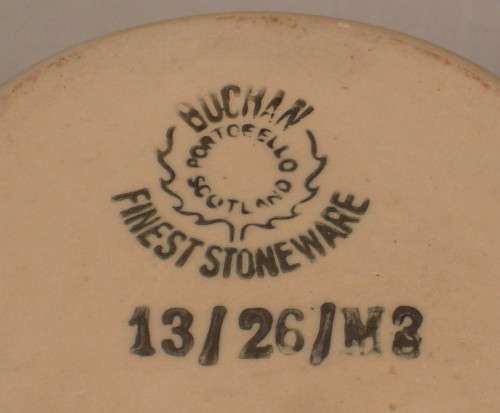 BUCHAN
PORTOBELLO
SCOTLAND
FINEST STONEWARE
13/26/M3